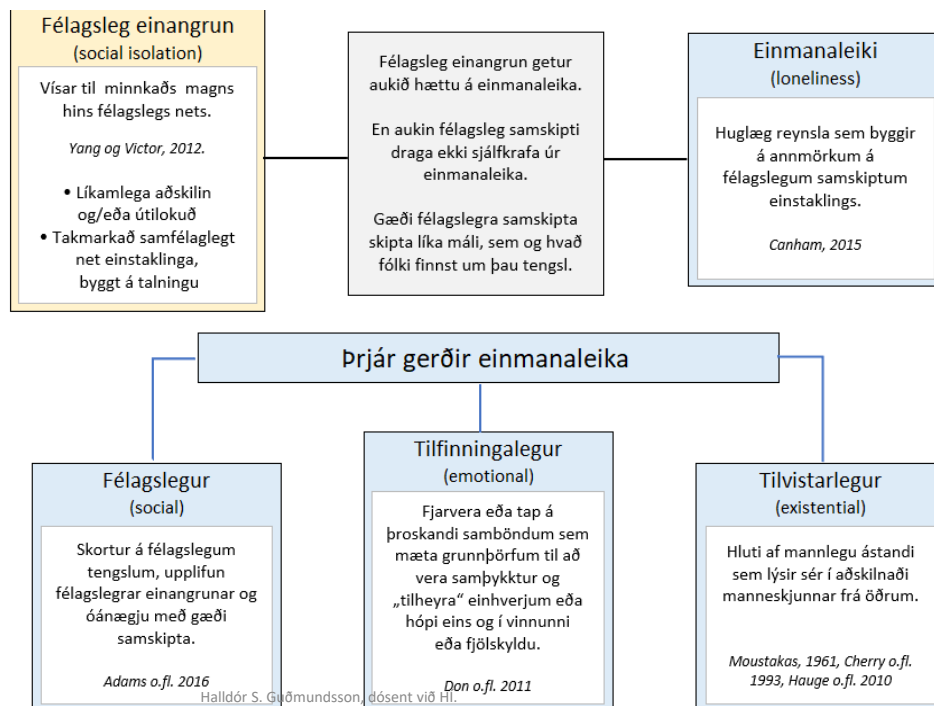 Félagsleg einangrun
(social isolation)
Vísar til minnkaðs magns
hins félagslegs nets.
Yang og Victor, 2012.
• Líkamlega aðskilin
og/eða útilokuð
• Takmarkað samfélaglegt
net einstaklinga,
byggt á talningu
Félagsleg einangrun getur
aukið hættu á einmanaleika.
En aukin félagsleg samskipti
draga ekki sjálfkrafa úr
einmanaleika.
Gæði félagslegra samskipta
skipta líka máli, sem og hvað
fólki finnst um þau tengsl.
Einmanaleiki
(loneliness)
Huglæg reynsla sem byggir
á annmörkum á
félagslegum samskiptum
einstaklings.
Canham, 2015
Þrjár gerðir einmanaleika
Félagslegur
(social)
Skortur á félagslegum
tengslum, upplifun
félagslegrar einangrunar og
óánægju með gæði
samskipta.
Adams o.fl. 2016
Tilfinningalegur
(emotional)
Fjarvera eða tap á
þroskandi samböndum sem
mæta grunnþörfum til að
vera samþykktur og
„tilheyra“ einhverjum eða
hópi eins og í vinnunni
eða fjölskyldu.
Don o.fl. 2011
Tilvistarlegur
(existential)
Hluti af mannlegu ástandi
sem lýsir sér í aðskilnaði
manneskjunnar frá öðrum.
Moustakas, 1961, Cherry o.fl.
1993, Hauge o.fl. 2010
Halldór S. Guðmundsson, dósent við HÍ.